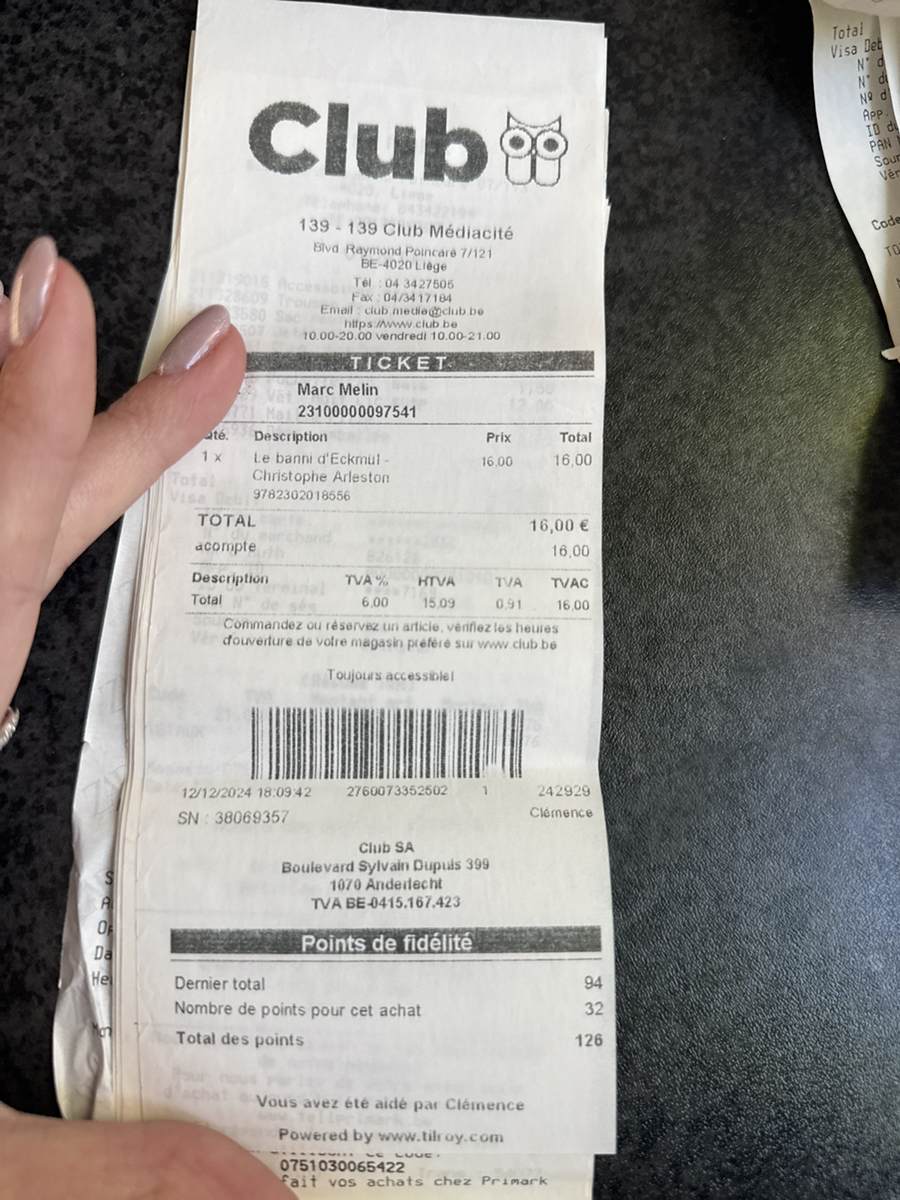 Club
139 - 139 Club Médiacité
Blvd Raymond Poincaré 7/121
BE-4020 Liège
Tél : 04 3427505
Fax : 04/3417184
Email : club.media@club.be
https://www.club.be
10.00-20.00 vendredi 10.00-21.00
TICKET
Marc Melin
23100000097541
Qté. Description Prix Total
1 x Le banni d'Eckmül - 16,00 16,00
Christophe Arleston
9782302018556
TOTAL 16,00 €
acompte 16,00
Description TVA % HTVA TVA TVAC
Total 6,00 15,09 0,91 16,00
Commandez ou réservez un article, vérifiez les heures
d'ouverture de votre magasin préféré sur www.club.be
Toujours accessible!
12/12/2024 18:09:42 2760073352502 1 242929
SN : 38069357 Clémence
Club SA
Boulevard Sylvain Dupuis 399
1070 Anderlecht
TVA BE-0415.167.423
Points de fidélité
Dernier total 94
Nombre de points pour cet achat 32
Total des points 126
Vous avez été aidé par Clémence
Powered by www.tilroy.com
0751030065422
fait vos achats chez Primark
Total
Visa